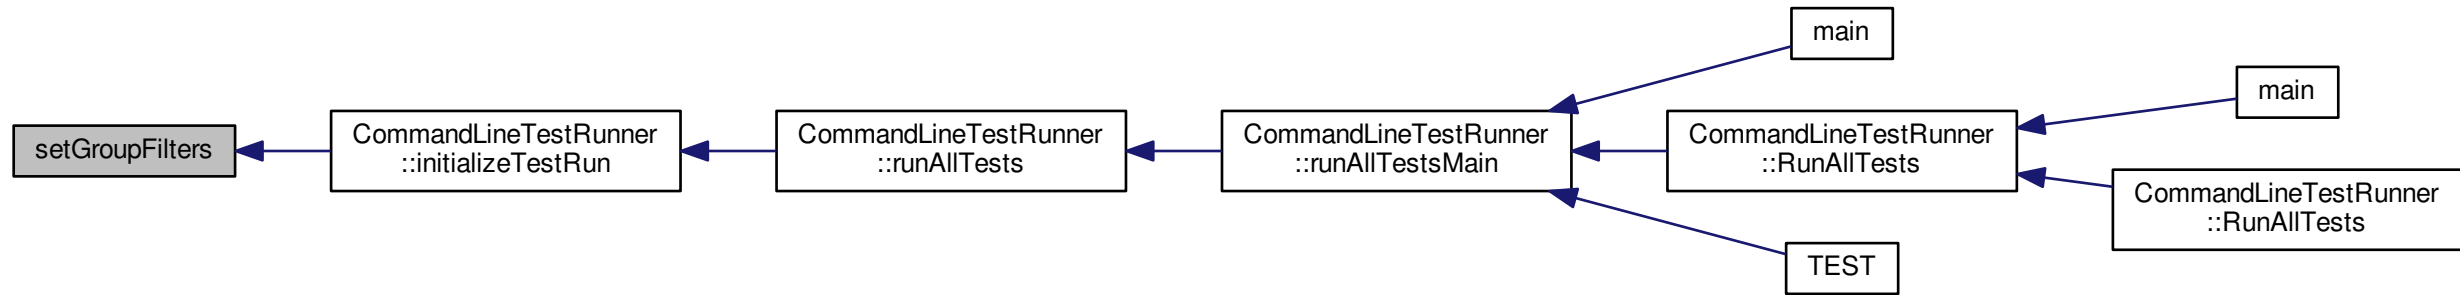 setGroupFilters
CommandLineTestRunner
::initializeTestRun
CommandLineTestRunner
::runAllTests
CommandLineTestRunner
::runAllTestsMain
main
CommandLineTestRunner
::RunAllTests
TEST
main
CommandLineTestRunner
::RunAllTests